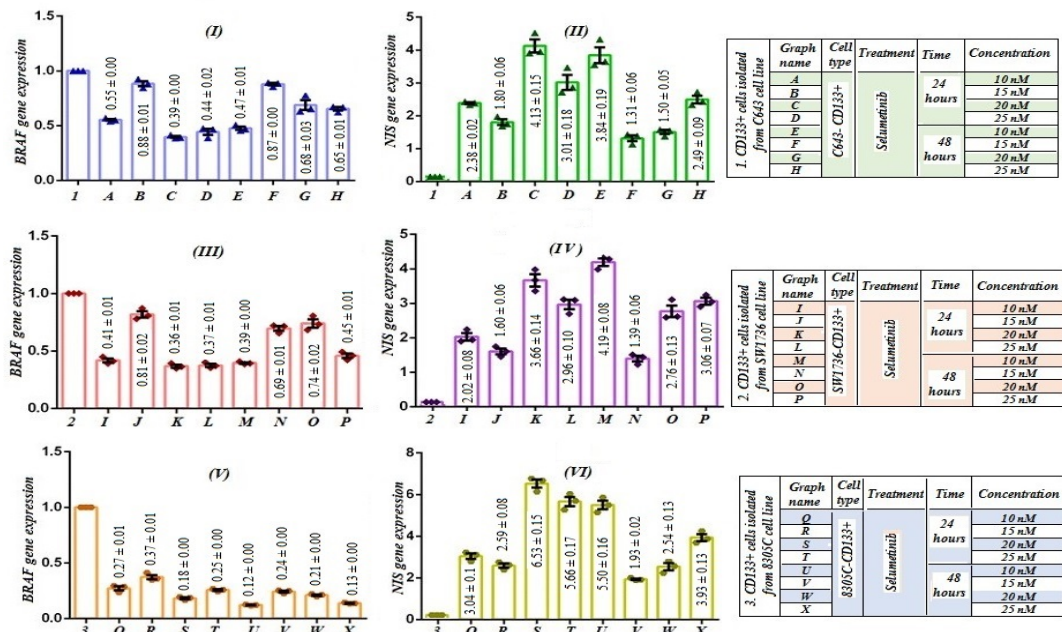 (I)
BRAF gene expression
1.5
1.0
0.5
0.0
0.55 ± 0.00
0.88 ± 0.01
0.39 ± 0.00
0.44 ± 0.02
0.47 ± 0.01
0.87 ± 0.00
0.68 ± 0.03
0.65 ± 0.01
1 A B C D E F G H
(II)
NIS gene expression
5
4
2
1
0
2.38 ± 0.02
1.80 ± 0.06
4.13 ± 0.15
3.01 ± 0.18
3.84 ± 0.19
1.31 ± 0.06
1.50 ± 0.05
2.49 ± 0.09
1 A B C D E F G H
1. CD133+ cells isolated
from C643 cell line
Graph name Cell type Treatment Time Concentration
A C643- CD133+ Selumetinib 24 hours 10 nM
B 15 nM
C 20 nM
D 25 nM
E 48 hours 10 nM
F 15 nM
G 20 nM
H 25 nM
(III)
BRAF gene expression
1.5
1.0
0.5
0.0
0.41 ± 0.01
0.81 ± 0.02
0.36 ± 0.01
0.37 ± 0.01
0.39 ± 0.00
0.69 ± 0.01
0.74 ± 0.02
0.45 ± 0.01
2 I J K L M N O P
(IV)
NIS gene expression
5
4
3
2
1
0
2.02 ± 0.08
1.60 ± 0.06
3.66 ± 0.14
2.96 ± 0.10
4.19 ± 0.08
1.39 ± 0.06
2.76 ± 0.13
3.06 ± 0.07
2 I J K L M N O P
2. CD133+ cells isolated
from SW1736 cell line
Graph name Cell type Treatment Time Concentration
I SW1736-CD133+ Selumetinib 24 hours 10 nM
J 15 nM
K 20 nM
L 25 nM
M 48 hours 10 nM
N 15 nM
O 20 nM
P 25 nM
(V)
BRAF gene expression
1.5
1.0
0.5
0.0
0.27 ± 0.01
0.37 ± 0.01
0.18 ± 0.00
0.25 ± 0.00
0.12 ± 0.00
0.24 ± 0.00
0.21 ± 0.00
0.13 ± 0.00
3 Q R S T U V W X
(VI)
NIS gene expression
8
6
4
2
0
3.04 ± 0.1
2.59 ± 0.08
6.53 ± 0.15
5.66 ± 0.17
5.50 ± 0.16
1.93 ± 0.02
2.54 ± 0.13
3.93 ± 0.13
3 Q R S T U V W X
3. CD133+ cells isolated
from 8305C cell line
Graph name Cell type Treatment Time Concentration
Q 8305C-CD133+ Selumetinib 24 hours 10 nM
R 15 nM
S 20 nM
T 25 nM
U 48 hours 10 nM
V 15 nM
W 20 nM
X 25 nM